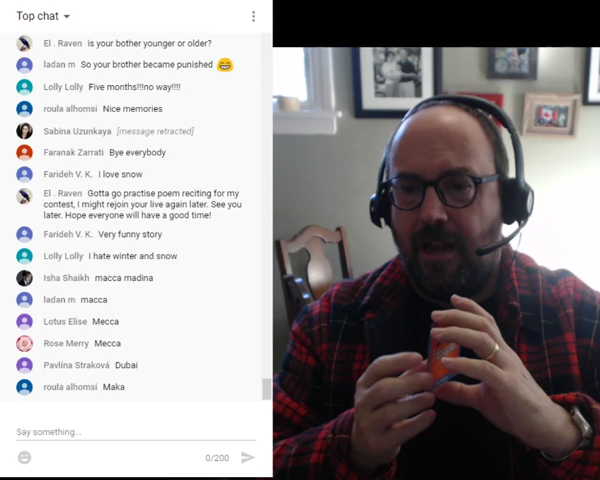 Top chat
El . Raven is your bother younger or older?
ladan m So your brother became punished 😂
Lolly Lolly Five months!!!no way!!!!
roula alhomsi Nice memories
Sabina Uzunkaya [message retracted]
Faranak Zarrati Bye everybody
Farideh V. K. I love snow
El . Raven Gotta go practise poem reciting for my
contest, I might rejoin your live again later. See you
later. Hope everyone will have a good time!
Farideh V. K. Very funny story
Lolly Lolly I hate winter and snow
Isha Shaikh macca madina
ladan m macca
Lotus Elise Mecca
Rose Merry Mecca
Pavlína Straková Dubai
roula alhomsi Maka
Say something...
0/200